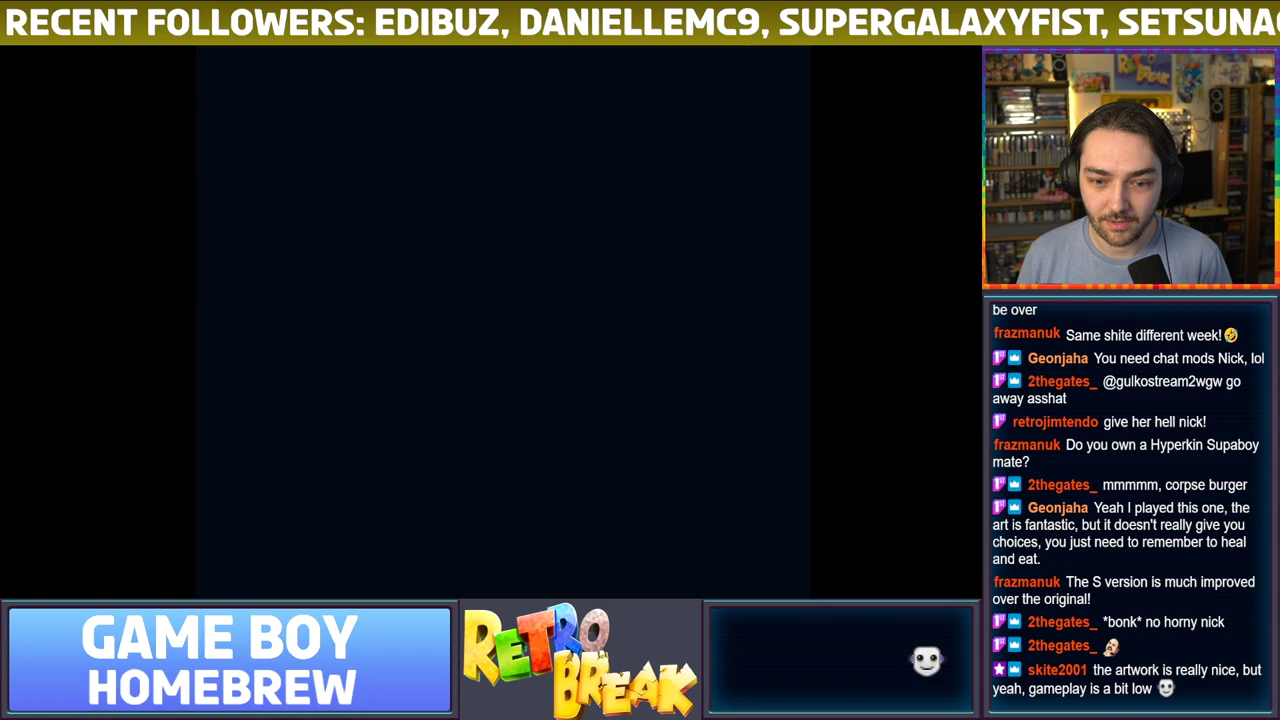 RECENT FOLLOWERS: EDIBUZ, DANIELLEMC9, SUPERGALAXYFIST, SETSUNA
RETRO
BREAK
be over
frazmanuk Same shite different week!🤣
Geonjaha You need chat mods Nick, lol
2thegates_ @gulkostream2wgw go
away asshat
retrojimtendo give her hell nick!
frazmanuk Do you own a Hyperkin Supaboy
mate?
2thegates_ mmmmm, corpse burger
Geonjaha Yeah I played this one, the
art is fantastic, but it doesn't really give you
choices, you just need to remember to heal
and eat.
frazmanuk The S version is much improved
over the original!
2thegates_ *bonk* no horny nick
2thegates_
skite2001 the artwork is really nice, but
yeah, gameplay is a bit low
GAME BOY
HOMEBREW
RETRO
BREAK